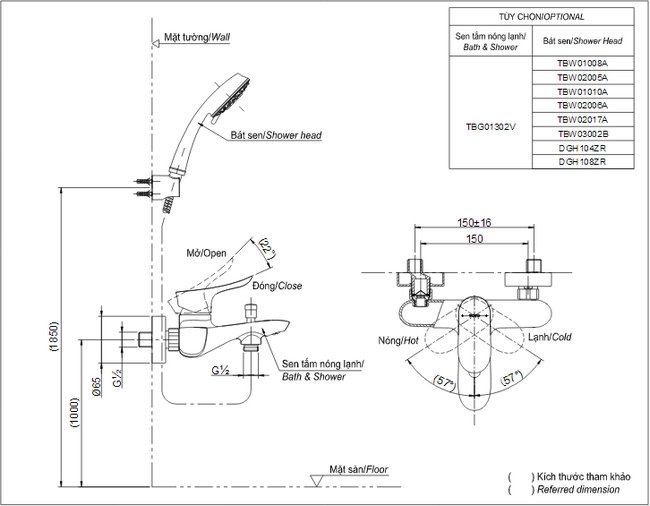 TÙY CHỌN/OPTIONAL
Sen tắm nóng lạnh/
Bath & Shower
Bát sen/Shower Head
TBG01302V
TBW01008A
TBW02005A
TBW01010A
TBW02006A
TBW02017A
TBW03002B
DGH104ZR
DGH108ZR
Mặt tường/Wall
Bát sen/Shower head
Mở/Open
(22°)
Đóng/Close
(1850)
(1000)
Ø65
G½
G½
Sen tắm nóng lạnh/
Bath & Shower
Mặt sàn/Floor
150±16
150
Nóng/Hot
Lạnh/Cold
(57°)
(57°)
( ) Kích thước tham khảo
( ) Referred dimension